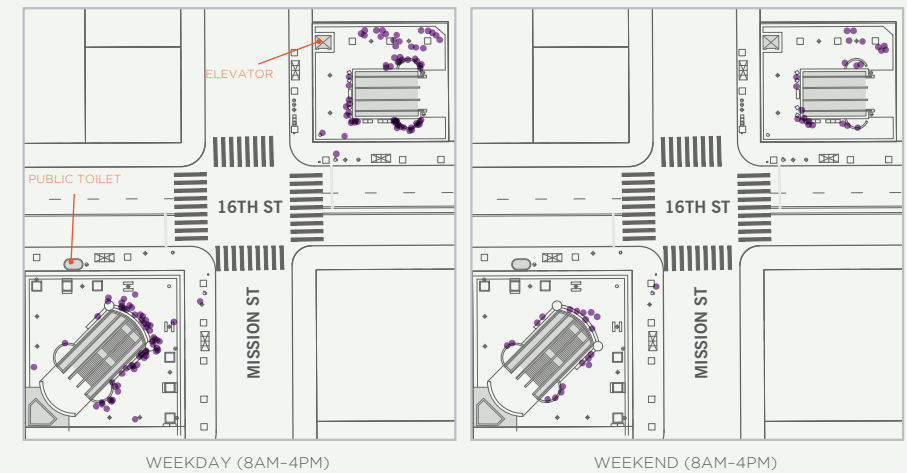 ELEVATOR
PUBLIC TOILET
16TH ST
MISSION ST
WEEKDAY (8AM–4PM)
16TH ST
MISSION ST
WEEKEND (8AM–4PM)